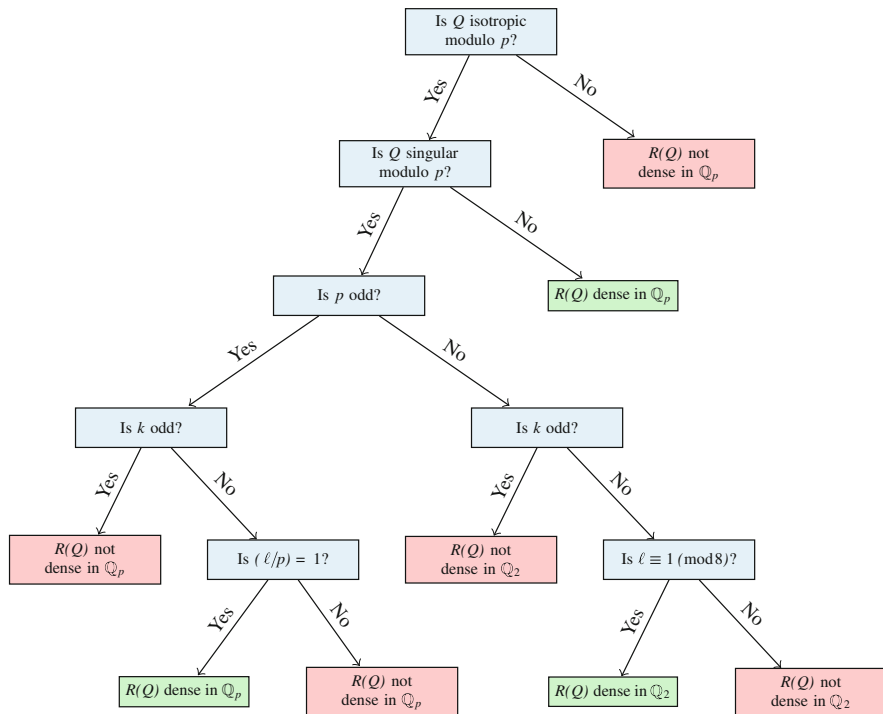 Is Q isotropic
modulo p?
Yes
No
Is Q singular
modulo p?
R(Q) not
dense in ℚₚ
Yes
No
Is p odd?
R(Q) dense in ℚₚ
Yes
No
Is k odd?
Is k odd?
Yes
No
Yes
No
R(Q) not
dense in ℚₚ
Is (ℓ/p) = 1?
R(Q) not
dense in ℚ₂
Is ℓ ≡ 1 (mod8)?
Yes
No
Yes
No
R(Q) dense in ℚₚ
R(Q) not
dense in ℚₚ
R(Q) dense in ℚ₂
R(Q) not
dense in ℚ₂